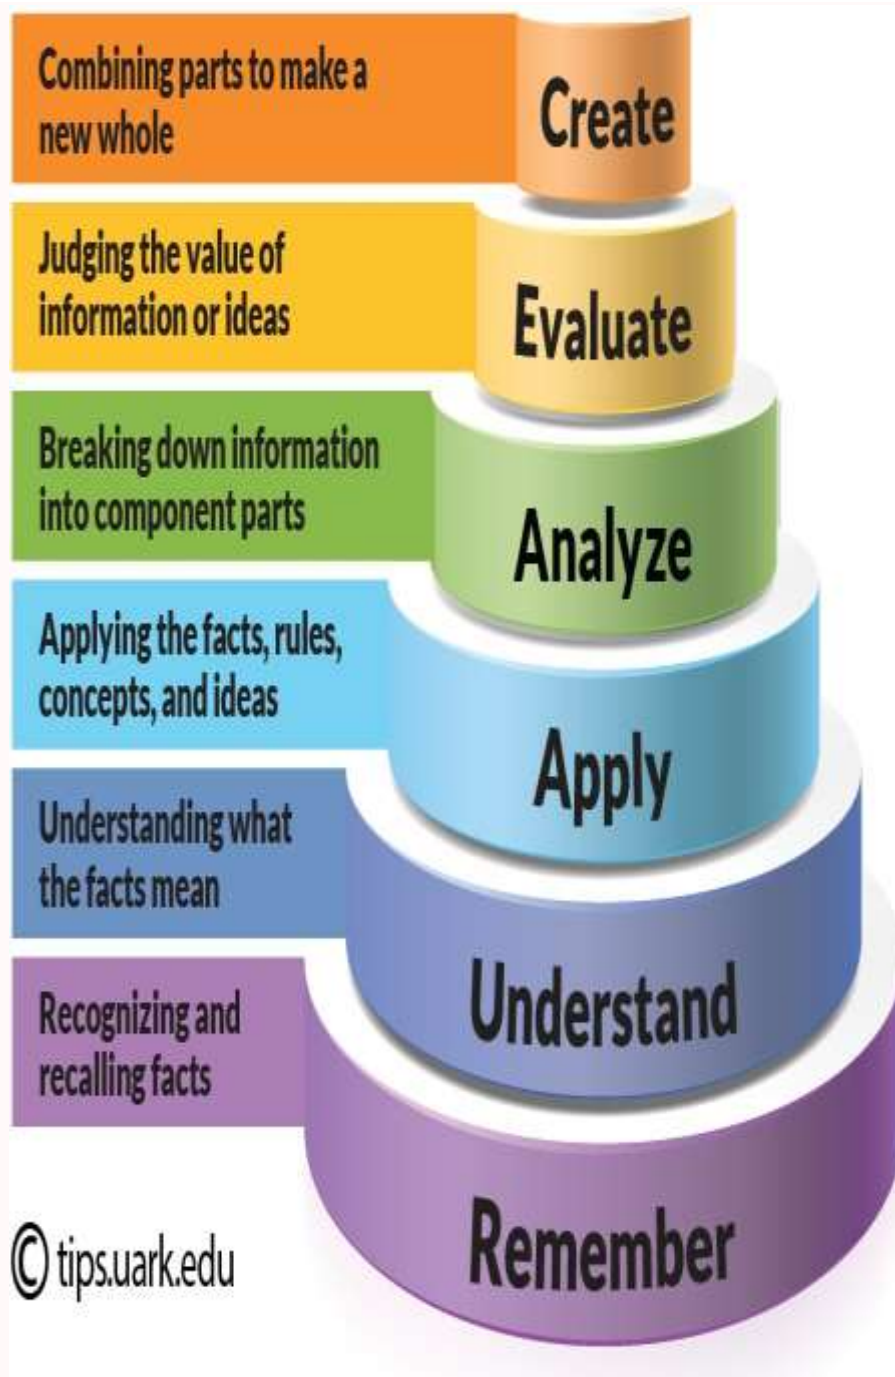 Combining parts to make a
new whole
Create
Judging the value of
information or ideas
Evaluate
Breaking down information
into component parts
Analyze
Applying the facts, rules,
concepts, and ideas
Apply
Understanding what
the facts mean
Understand
Recognizing and
recalling facts
Remember
© tips.uark.edu